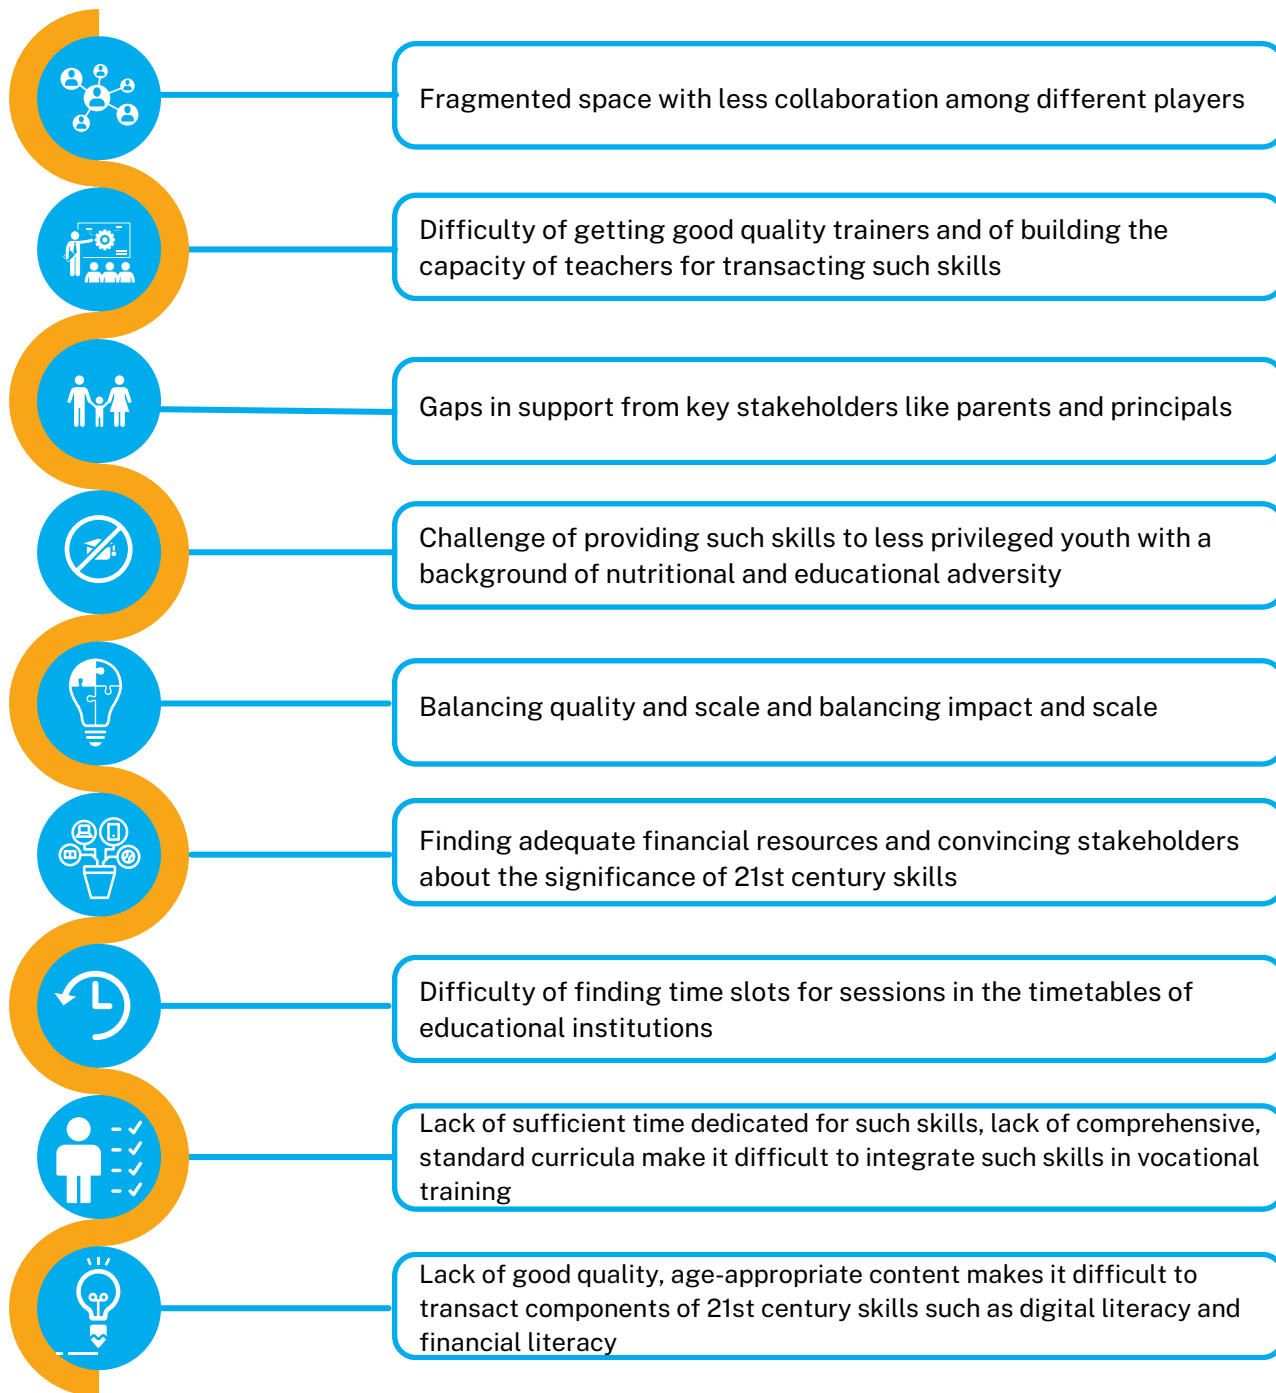 Fragmented space with less collaboration among different players
Difficulty of getting good quality trainers and of building the
capacity of teachers for transacting such skills
Gaps in support from key stakeholders like parents and principals
Challenge of providing such skills to less privileged youth with a
background of nutritional and educational adversity
Balancing quality and scale and balancing impact and scale
Finding adequate financial resources and convincing stakeholders
about the significance of 21st century skills
Difficulty of finding time slots for sessions in the timetables of
educational institutions
Lack of sufficient time dedicated for such skills, lack of comprehensive,
standard curricula make it difficult to integrate such skills in vocational
training
Lack of good quality, age-appropriate content makes it difficult to
transact components of 21st century skills such as digital literacy and
financial literacy